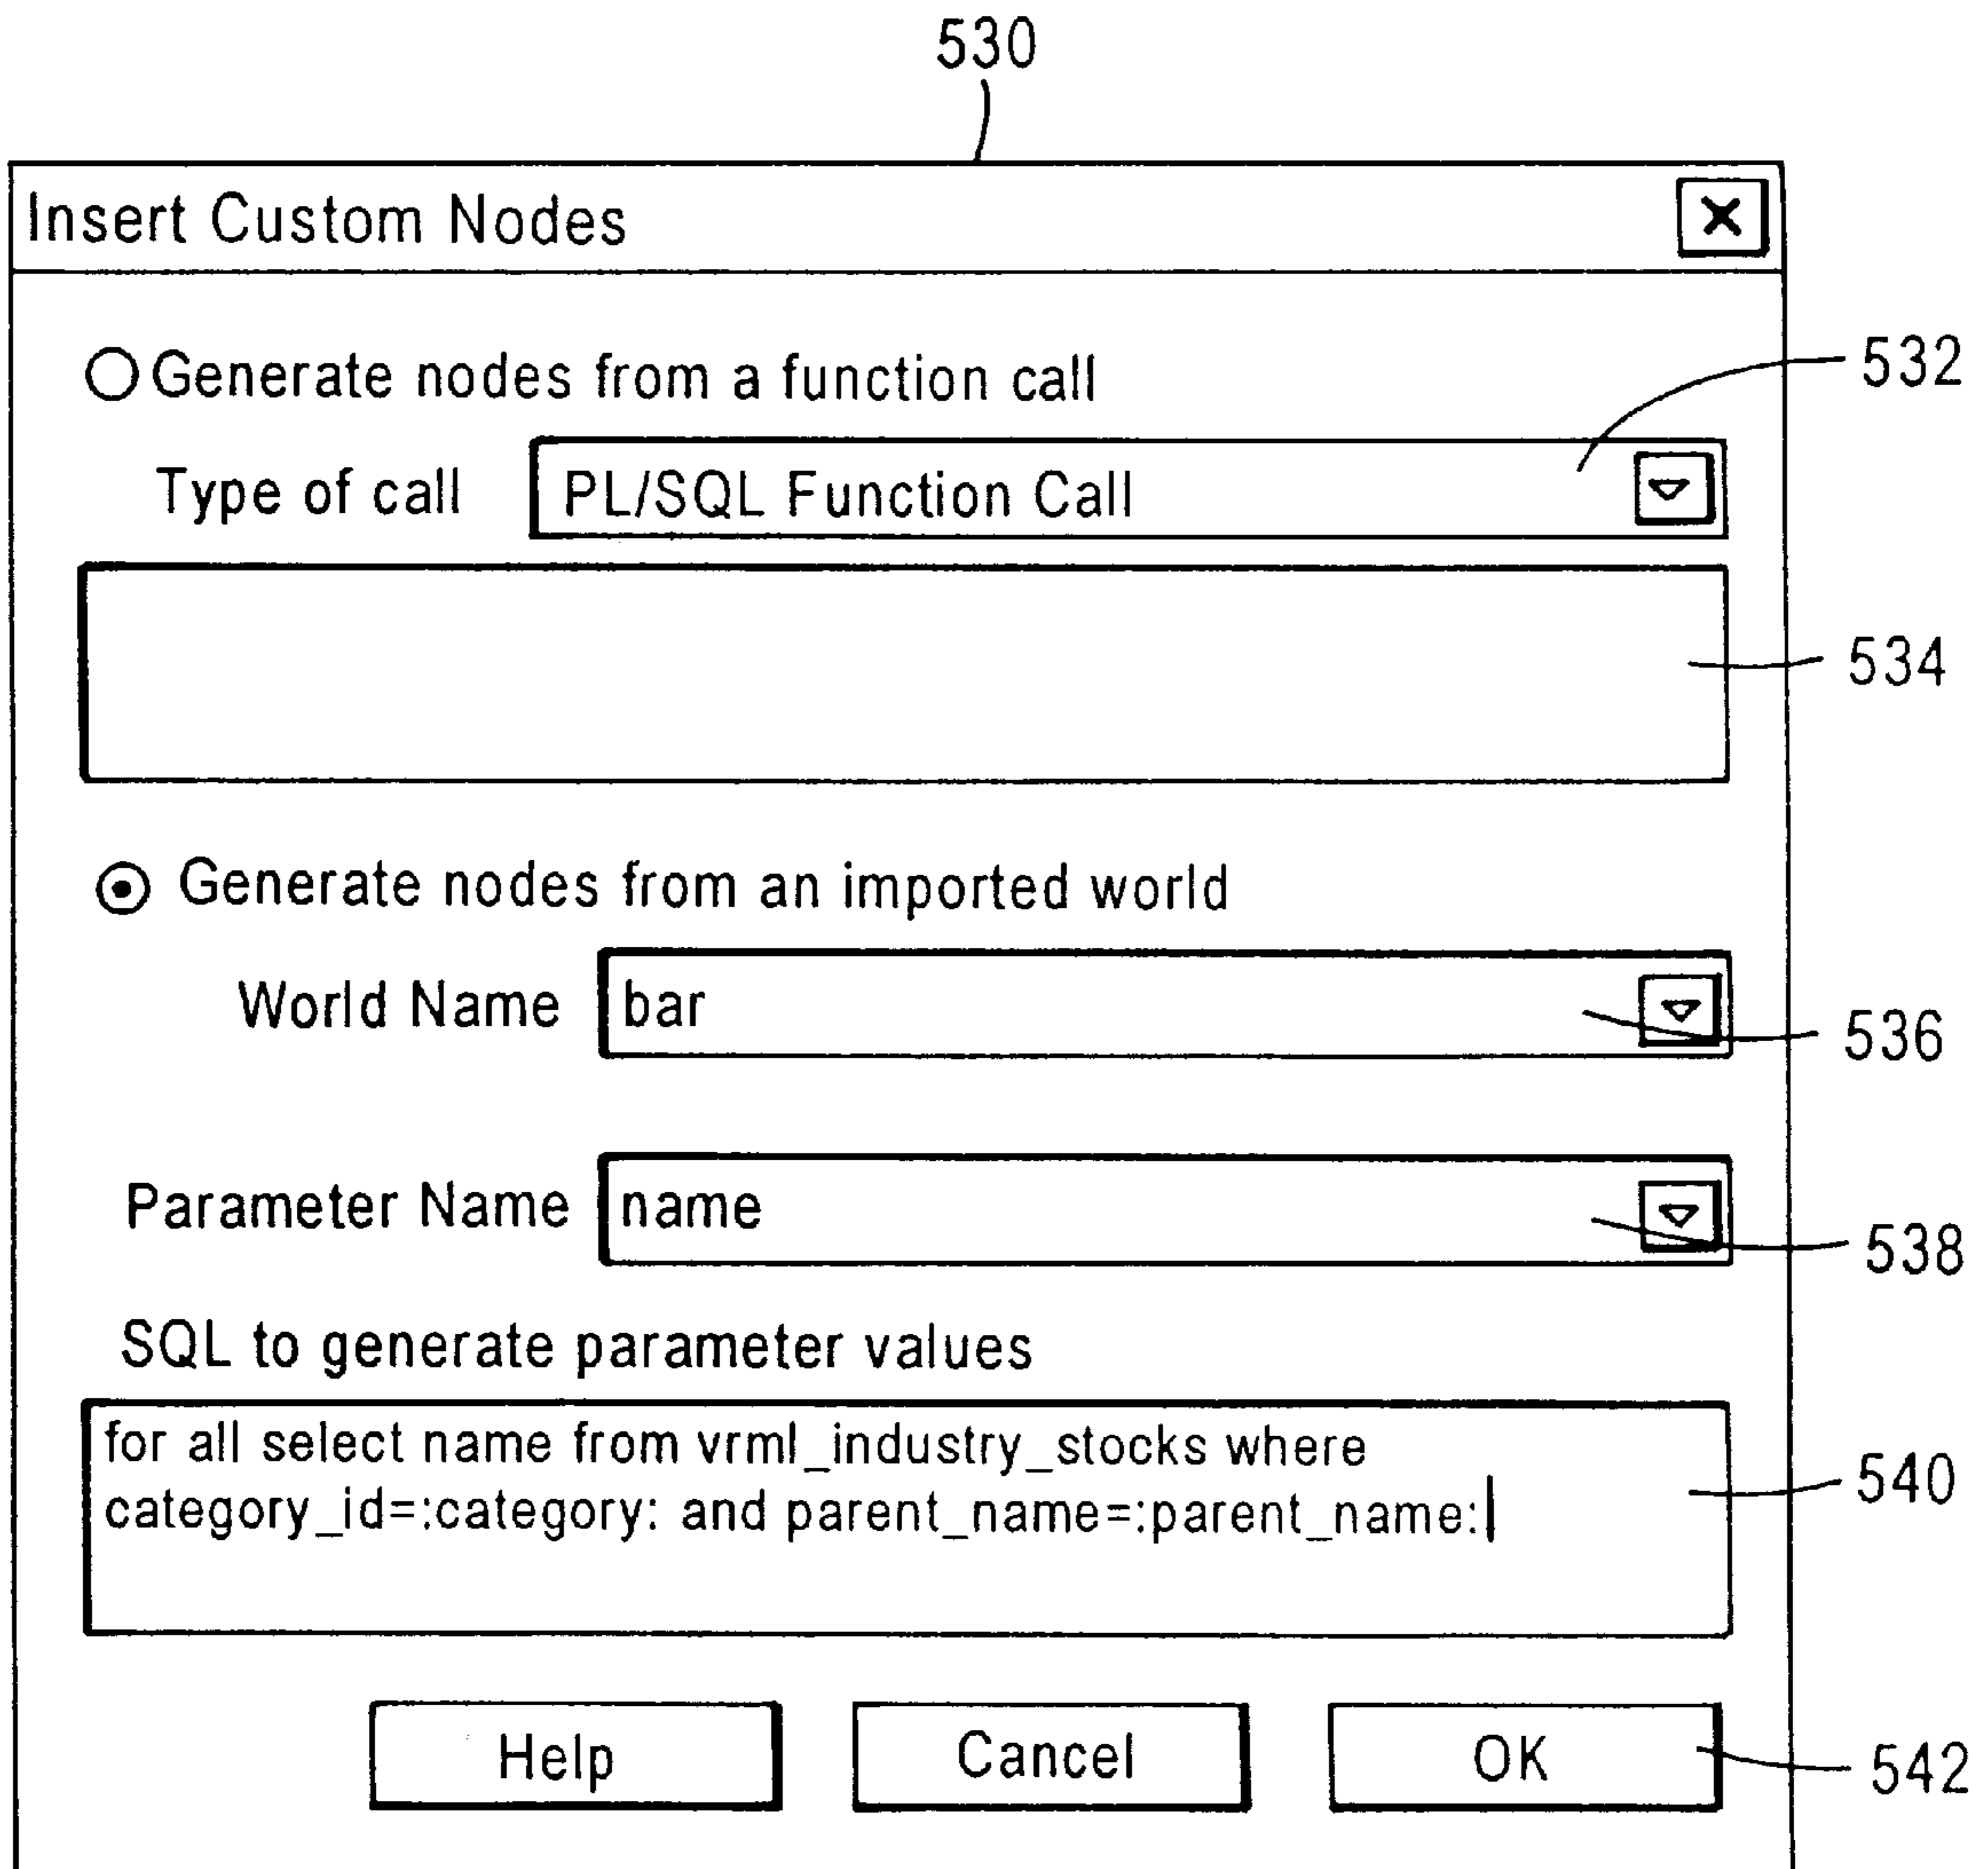 530
Insert Custom Nodes
Generate nodes from a function call
532
Type of call PL/SQL Function Call
534
Generate nodes from an imported world
World Name bar
536
Parameter Name name
538
SQL to generate parameter values
for all select name from vrml_industry_stocks where
category_id=:category: and parent_name=:parent_name:
540
Help Cancel OK
542